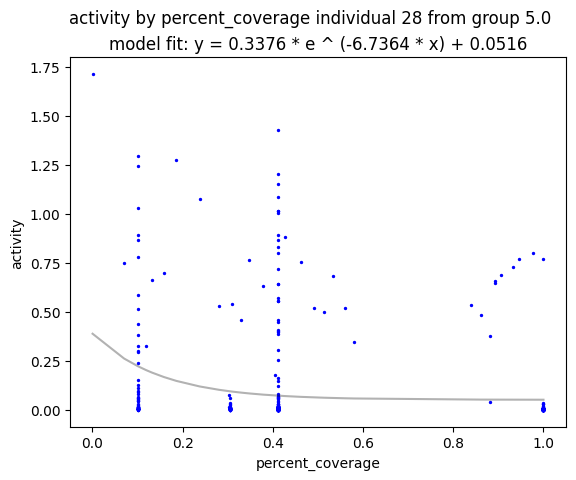 activity by percent_coverage individual 28 from group 5.0
model fit: y = 0.3376 * e ^ (-6.7364 * x) + 0.0516
1.75
1.50
1.25
1.00
0.75
0.50
0.25
0.00
activity
0.0 0.2 0.4 0.6 0.8 1.0
percent_coverage